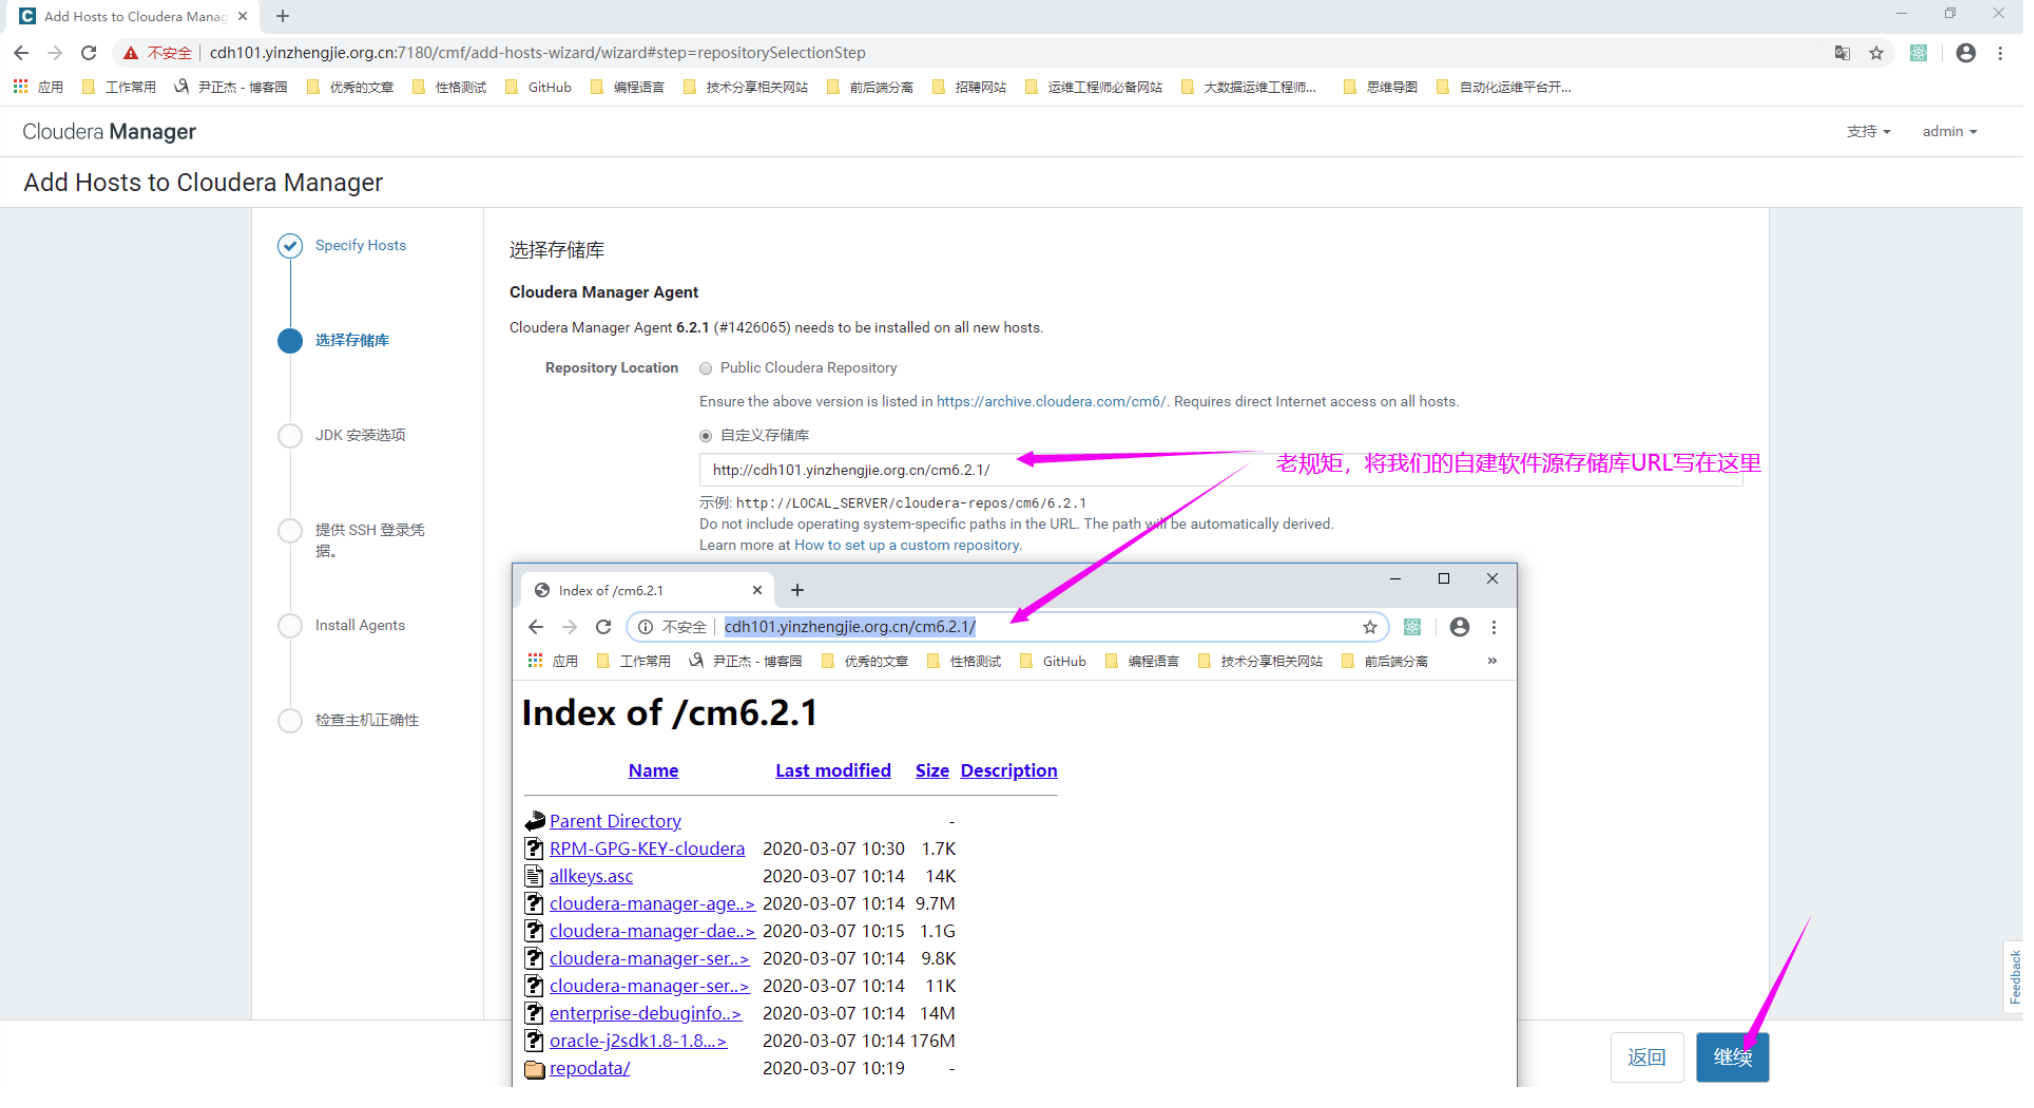 Add Hosts to Cloudera Manag
不安全 cdh101.yinzhengjie.org.cn:7180/cmf/add-hosts-wizard/wizard#step=repositorySelectionStep
应用 工作常用 尹正杰 - 博客园 优秀的文章 性格测试 GitHub 编程语言 技术分享相关网站 前后端分离 招聘网站 运维工程师必备网站 大数据运维工程师... 思维导图 自动化运维平台开...
Cloudera Manager 支持 admin
Add Hosts to Cloudera Manager
Specify Hosts
选择存储库
JDK 安装选项
提供 SSH 登录凭
据。
Install Agents
检查主机正确性
选择存储库
Cloudera Manager Agent
Cloudera Manager Agent 6.2.1 (#1426065) needs to be installed on all new hosts.
Repository Location Public Cloudera Repository
Ensure the above version is listed in https://archive.cloudera.com/cm6/. Requires direct Internet access on all hosts.
自定义存储库
http://cdh101.yinzhengjie.org.cn/cm6.2.1/
老规矩，将我们的自建软件源存储库URL写在这里
示例: http://LOCAL_SERVER/cloudera-repos/cm6/6.2.1
Do not include operating system-specific paths in the URL. The path will be automatically derived.
Learn more at How to set up a custom repository.
Index of /cm6.2.1
不安全 cdh101.yinzhengjie.org.cn/cm6.2.1/
应用 工作常用 尹正杰 - 博客园 优秀的文章 性格测试 GitHub 编程语言 技术分享相关网站 前后端分离 »
Index of /cm6.2.1
Name Last modified Size Description
Parent Directory -
RPM-GPG-KEY-cloudera 2020-03-07 10:30 1.7K
allkeys.asc 2020-03-07 10:14 14K
cloudera-manager-age..> 2020-03-07 10:14 9.7M
cloudera-manager-dae..> 2020-03-07 10:15 1.1G
cloudera-manager-ser..> 2020-03-07 10:14 9.8K
cloudera-manager-ser..> 2020-03-07 10:14 11K
enterprise-debuginfo..> 2020-03-07 10:14 14M
oracle-j2sdk1.8-1.8...> 2020-03-07 10:14 176M
repodata/ 2020-03-07 10:19 -
Feedback
返回 继续